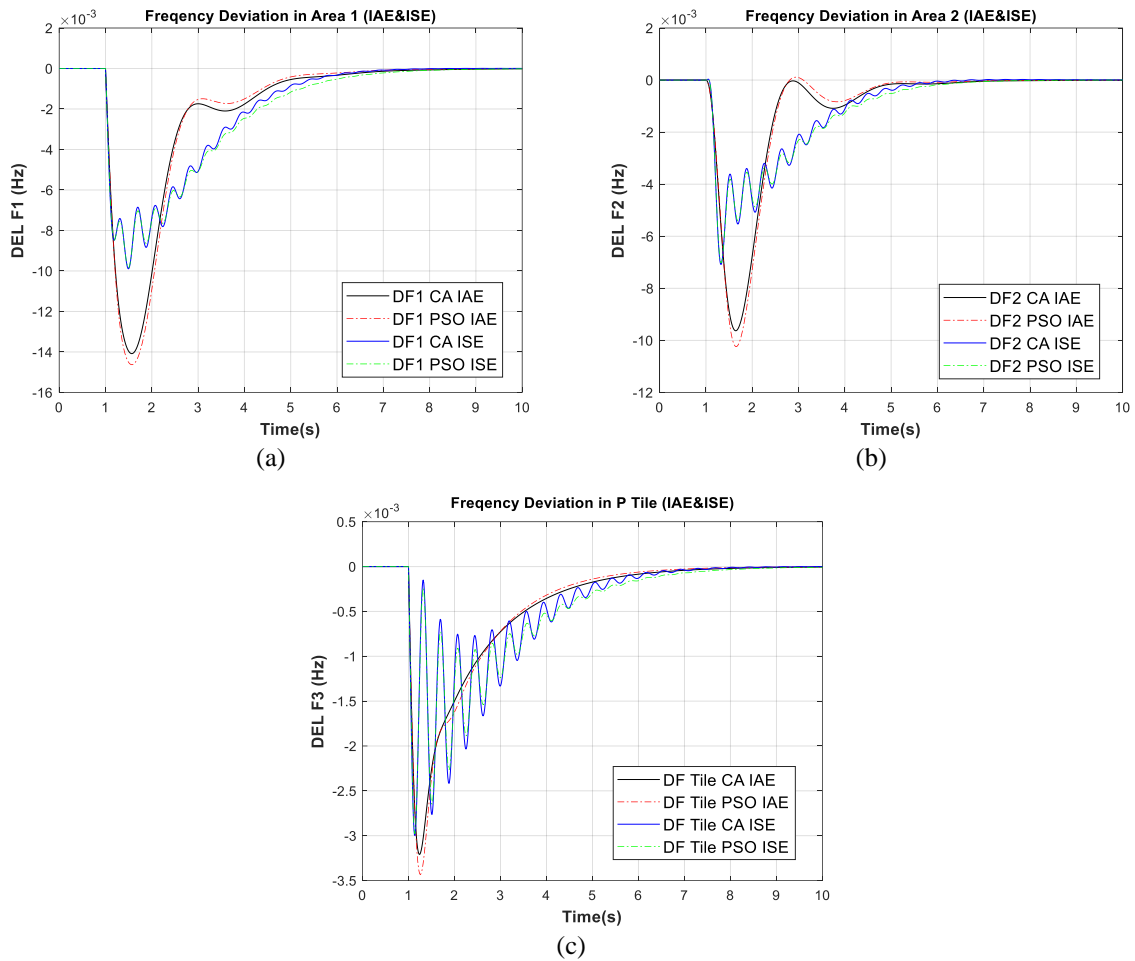 Freqency Deviation in Area 1 (IAE&ISE)
×10^-3
2
0
-2
-4
-6
-8
-10
-12
-14
-16
DEL F1 (Hz)
DF1 CA IAE
DF1 PSO IAE
DF1 CA ISE
DF1 PSO ISE
0 1 2 3 4 5 6 7 8 9 10
Time(s)
(a)
Freqency Deviation in Area 2 (IAE&ISE)
×10^-3
2
0
-2
-4
-6
-8
-10
-12
DEL F2 (Hz)
DF2 CA IAE
DF2 PSO IAE
DF2 CA ISE
DF2 PSO ISE
0 1 2 3 4 5 6 7 8 9 10
Time(s)
(b)
Freqency Deviation in P Tile (IAE&ISE)
×10^-3
0.5
0
-0.5
-1
-1.5
-2
-2.5
-3
-3.5
DEL F3 (Hz)
DF Tile CA IAE
DF Tile PSO IAE
DF Tile CA ISE
DF Tile PSO ISE
0 1 2 3 4 5 6 7 8 9 10
Time(s)
(c)